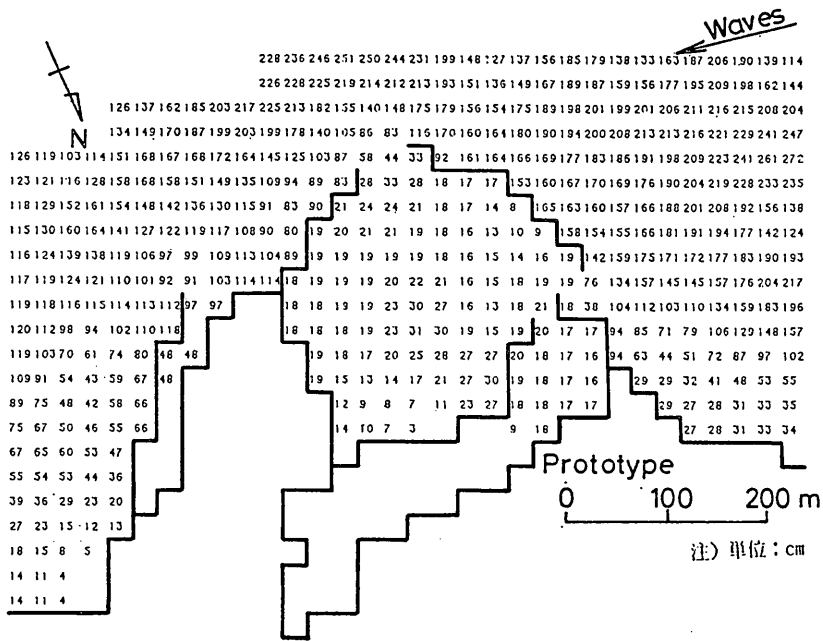 Waves
228 236 246 251 250 244 231 199 148 127 137 156 185 179 138 133 163 187 206 190 139 114
226 228 225 219 214 212 213 193 151 136 149 167 189 187 159 156 177 195 209 198 162 144
126 137 162 185 203 217 225 213 182 155 140 148 175 179 156 154 175 189 198 201 199 201 206 211 216 215 208 204
N
134 149 170 187 199 203 199 178 140 105 86 83 116 170 160 164 180 190 194 200 208 213 213 216 221 229 241 247
126 119 103 114 151 168 167 168 172 164 145 125 103 87 58 44 33 92 161 164 166 169 177 183 186 191 198 209 223 241 261 272
123 121 116 128 158 168 158 151 149 135 109 94 89 83 28 33 28 18 17 17 153 160 167 170 169 176 190 204 219 228 233 235
118 129 152 161 154 148 142 136 130 115 91 83 90 21 24 24 21 18 17 14 8 165 163 160 157 166 188 201 208 192 156 138
115 130 160 164 141 127 122 119 117 108 90 80 19 20 21 21 19 18 16 13 10 9 158 154 155 166 181 191 194 177 142 124
116 124 139 138 119 106 97 99 109 113 104 89 19 19 19 19 19 18 16 15 14 16 19 142 159 175 171 172 177 183 190 193
117 119 124 121 110 101 92 91 103 114 114 18 19 19 19 20 22 21 16 15 14 18 19 19 76 134 157 145 145 157 176 204 217
119 118 116 115 114 113 112 97 97 18 18 19 19 23 30 27 16 13 18 21 18 38 104 112 103 110 134 159 183 196
120 112 98 94 102 110 118 18 18 18 19 23 31 30 19 15 19 20 17 17 94 85 71 79 106 129 148 157
119 103 70 61 74 80 48 48 19 18 17 20 25 28 27 27 20 18 17 16 94 63 44 51 72 87 97 102
109 91 54 43 59 67 48 19 15 13 14 17 21 27 30 19 18 17 16 29 29 32 41 48 53 55
89 75 48 42 58 66 12 9 8 7 11 23 27 18 18 17 17 29 27 28 31 33 35
75 67 50 46 55 66 14 10 7 3 9 18 27 28 31 33 34
67 65 60 53 47
Prototype
55 54 53 44 36
39 36 29 23 20
0 100 200 m
27 23 15 12 13
18 15 8 5
注) 単位：cm
14 11 4
14 11 4